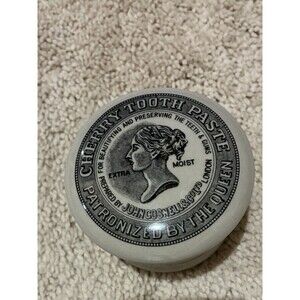 CHERRY TOOTH PASTE
PATRONIZED BY THE QUEEN
FOR BEAUTIFYING AND PRESERVING THE TEETH & GUMS
EXTRA MOIST
PREPARED BY JOHN GOSNELL & CO LONDON